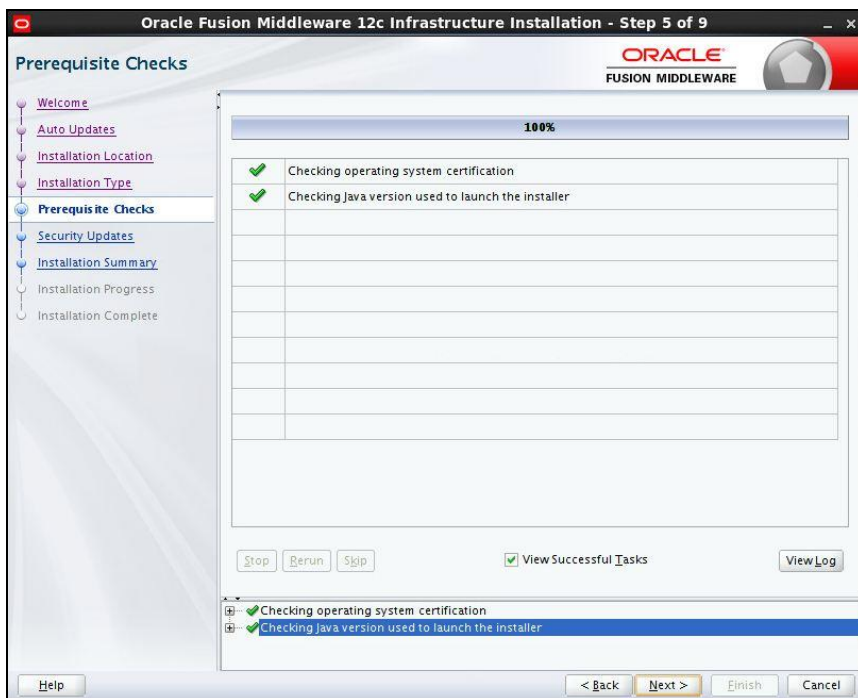 Oracle Fusion Middleware 12c Infrastructure Installation - Step 5 of 9
Prerequisite Checks
ORACLE
FUSION MIDDLEWARE
Welcome
Auto Updates
Installation Location
Installation Type
Prerequisite Checks
Security Updates
Installation Summary
Installation Progress
Installation Complete
100%
Checking operating system certification
Checking Java version used to launch the installer
Stop Rerun Skip View Successful Tasks View Log
Checking operating system certification
Checking Java version used to launch the installer
Help < Back Next > Finish Cancel